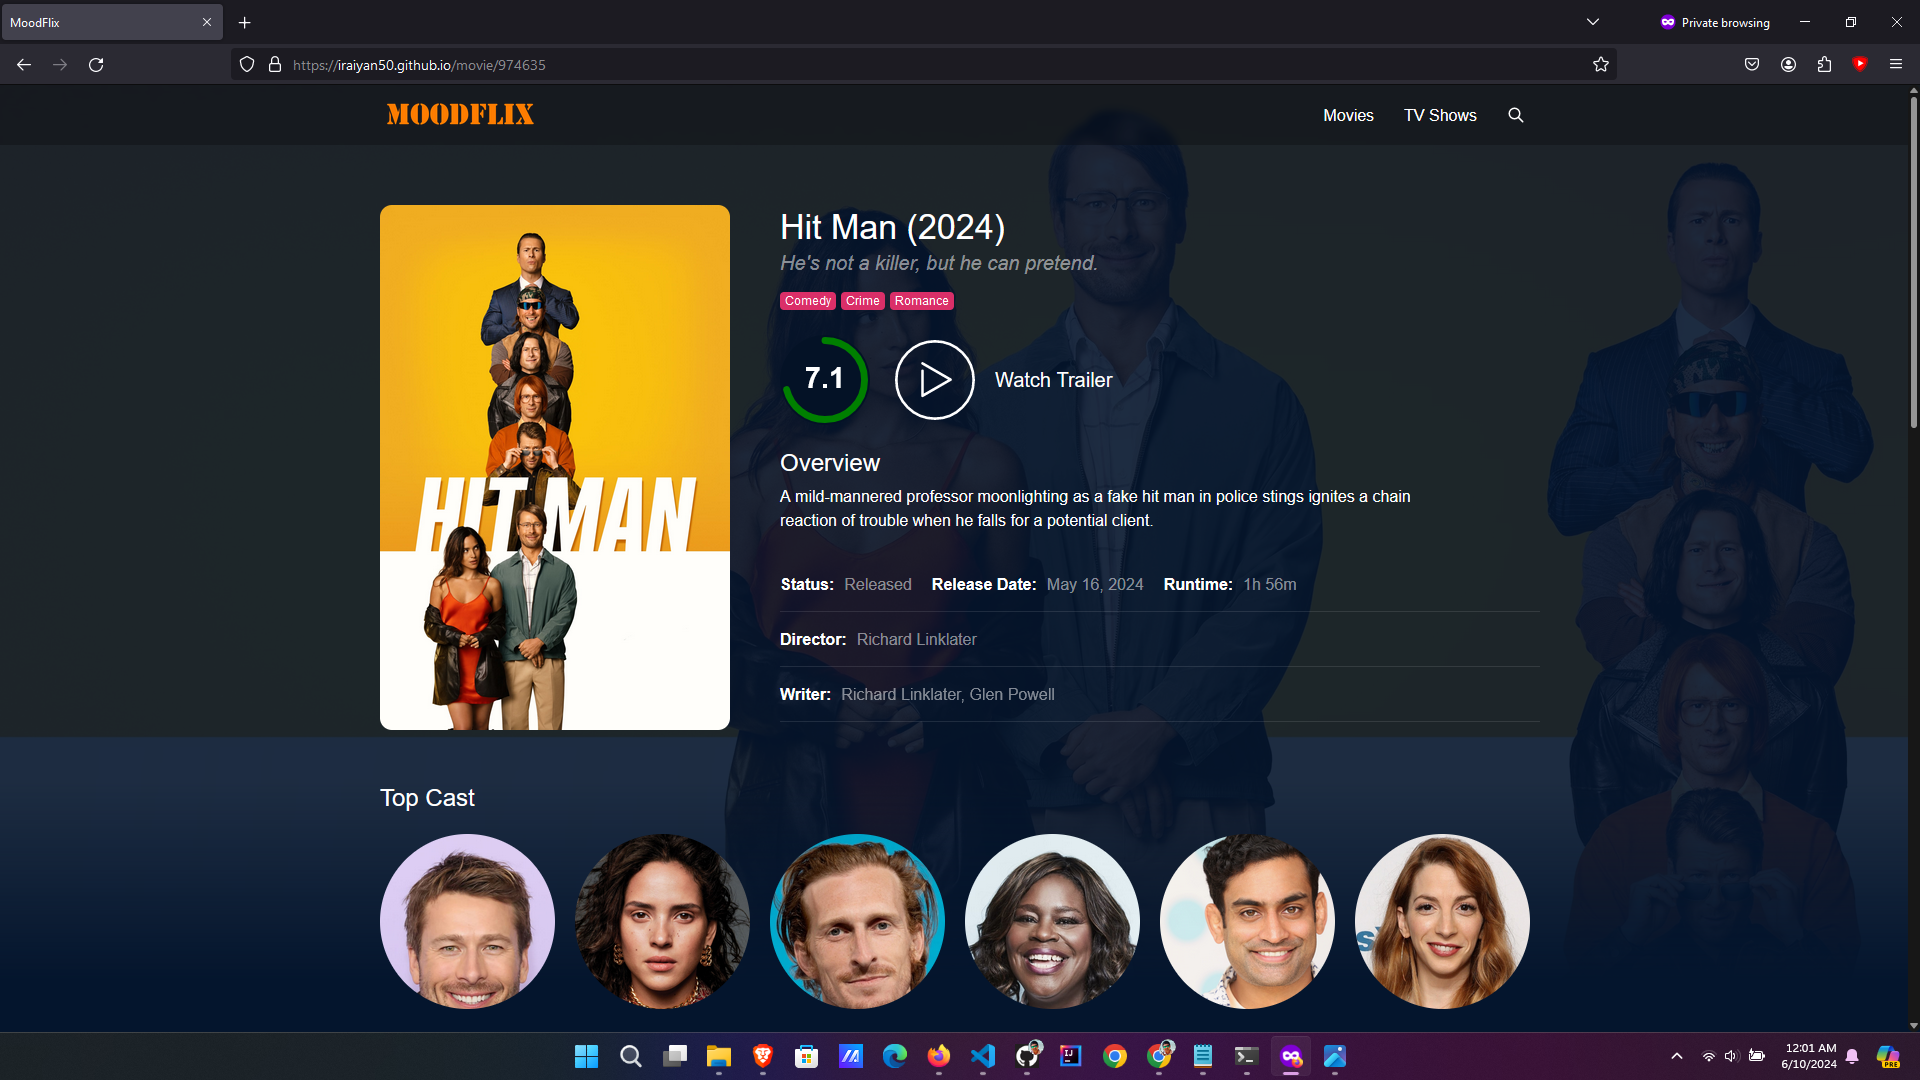 MoodFlix
Private browsing
https://iraiyan50.github.io/movie/974635
MOODFLIX
Movies
TV Shows
HIT MAN
Hit Man (2024)
He's not a killer, but he can pretend.
Comedy
Crime
Romance
7.1
Watch Trailer
Overview
A mild-mannered professor moonlighting as a fake hit man in police stings ignites a chain
reaction of trouble when he falls for a potential client.
Status: Released Release Date: May 16, 2024 Runtime: 1h 56m
Director: Richard Linklater
Writer: Richard Linklater, Glen Powell
Top Cast
12:01 AM
6/10/2024
PRE